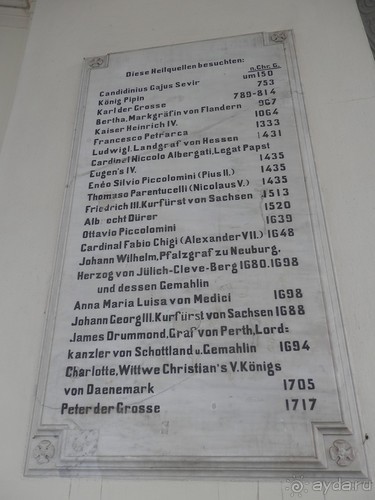 Diese Heilquellen besuchten: n.Chr.G.
Candidinius Gajus Sevir um 150
König Pipin 753
Karl der Grosse 789-814
Bertha, Markgräfin von Flandern 967
Kaiser Heinrich IV. 1064
Francesco Petrarca 1333
Ludwig I. Landgraf von Hessen 1431
Cardinal Niccolo Albergati, Legat Papst
Eugen's IV. 1435
Enéo Silvio Piccolomini (Pius II.) 1435
Thomaso Parentucelli (Nicolaus V.) 1435
Friedrich III. Kurfürst von Sachsen 1513
Alb echt Dürer 1520
Ottavio Piccolomini 1639
Cardinal Fabio Chigi (Alexander VII.) 1648
Johann Wilhelm, Pfalzgraf zu Neuburg,
Herzog von Jülich-Cleve-Berg 1680. 1698
und dessen Gemahlin
Anna Maria Luisa von Medici 1698
Johann Georg III. Kurfürst von Sachsen 1688
James Drummond, Graf von Perth, Lord=
kanzler von Schottland u. Gemahlin 1694
Charlotte, Wittwe Christian's V. Königs
von Daenemark 1705
Peter der Grosse 1717
ayda.ru